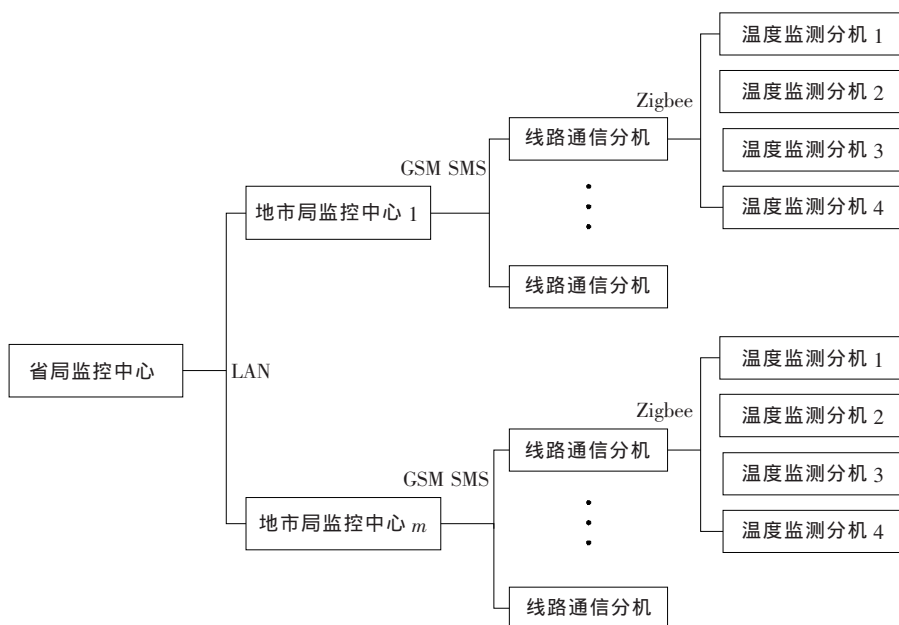 温度监测分机 1
温度监测分机 2
Zigbee
线路通信分机
温度监测分机 3
GSM SMS
温度监测分机 4
地市局监控中心 1
线路通信分机
省局监控中心
LAN
温度监测分机 1
Zigbee
温度监测分机 2
线路通信分机
温度监测分机 3
GSM SMS
地市局监控中心 m
温度监测分机 4
线路通信分机